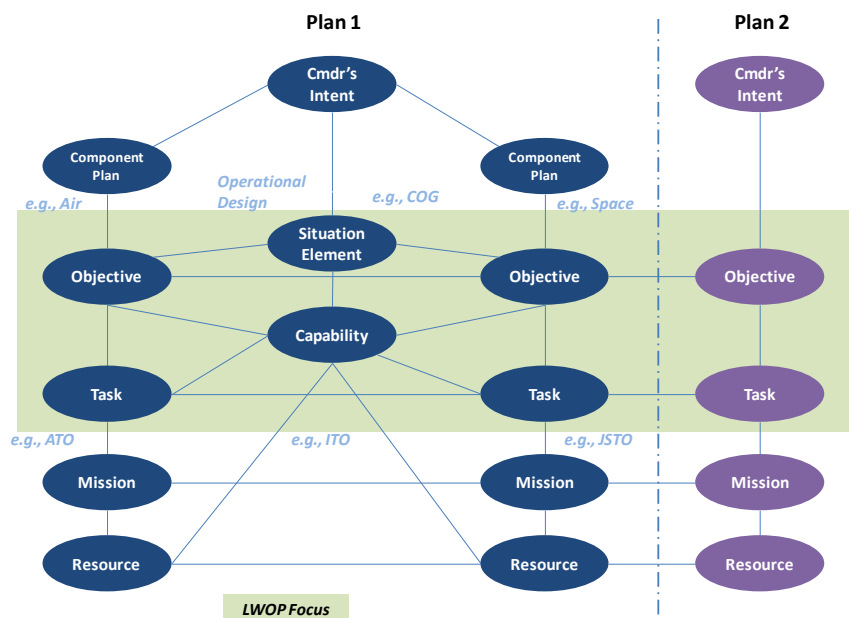 Plan 1
Plan 2
Cmdr's
Intent
Cmdr's
Intent
Component
Plan
Component
Plan
e.g., Air
Operational
Design
e.g., COG
e.g., Space
Situation
Element
Objective
Objective
Objective
Capability
Task
Task
Task
e.g., ATO
e.g., ITO
e.g., JSTO
Mission
Mission
Mission
Resource
Resource
Resource
LWOP Focus